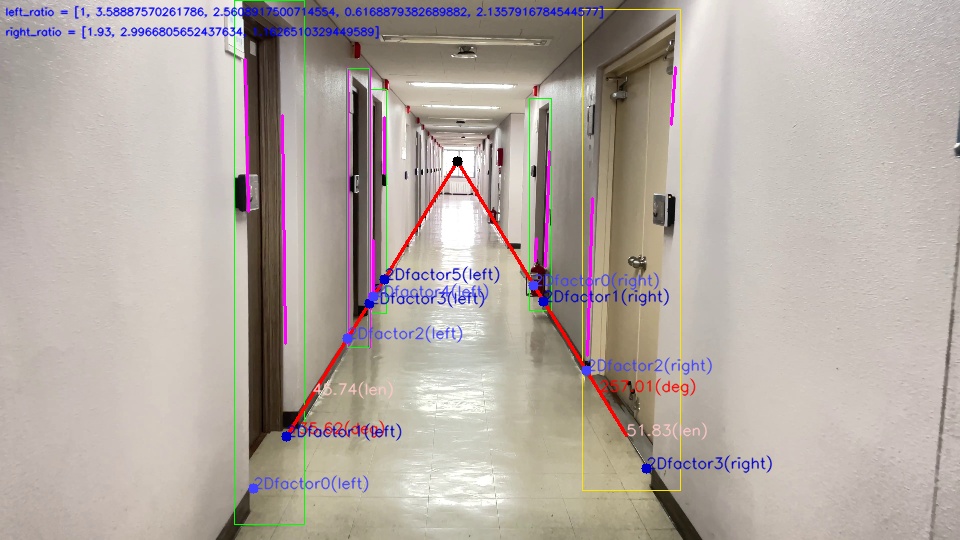 left_ratio = [1, 3.58887570261786, 2.5608917500714554, 0.6168879382689882, 2.1357916784544577]
right_ratio = [1.93, 2.9966805652437634,
2Dfactor5(left)
2Dfactor0(right)
2Dfactor4(left)
2Dfactor3(left)
2Dfactor1(right)
2Dfactor2(left)
2Dfactor2(right)
(deg)
(len)
2Dfactor1(left)
51.83(len)
2Dfactor3(right)
2Dfactor0(left)